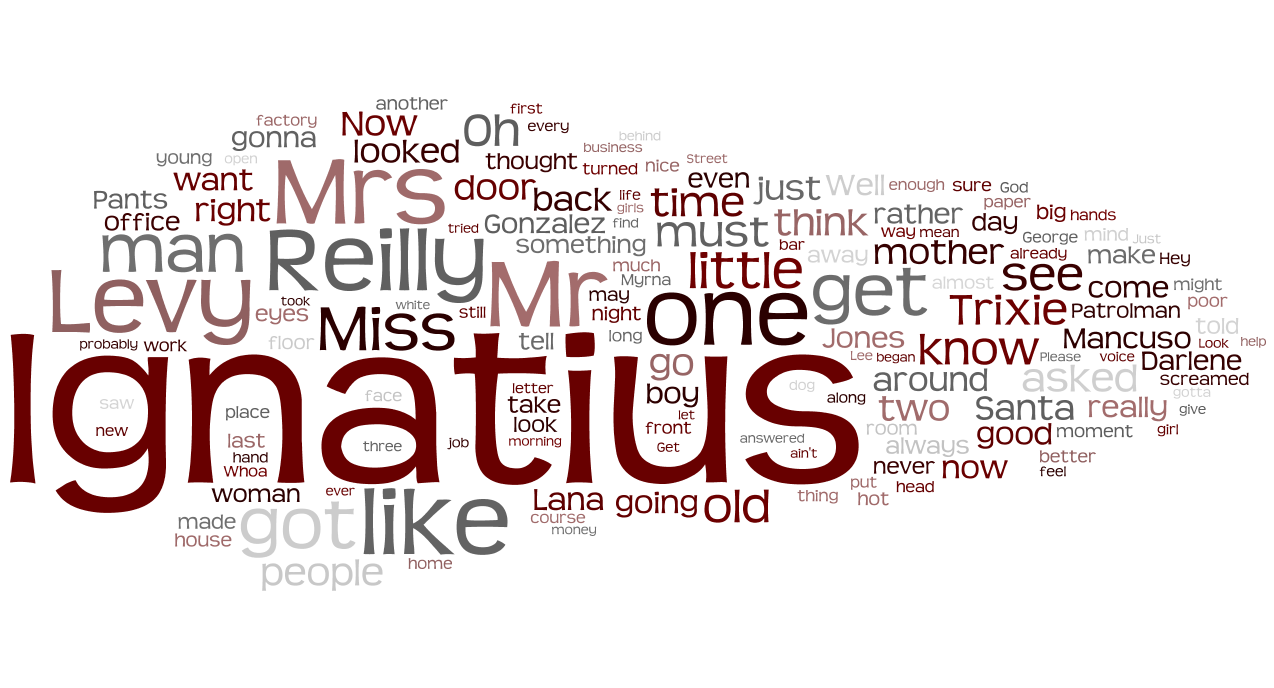 another
first
factory
Now
Oh
every
gonna
behind
looked
business
young
open
thought
turned
nice
Street
want
Mrs
door
even
just
Well
enough
sure
God
Pants
back
life
time
paper
office
right
girls
think
rather
day
big
hands
tried
Gonzalez
find
must
way
mean
George
mind
Just
man
Reilly
something
bar
away
mother
already
make
Hey
Levy
Mr
much
Myrna
little
get
almost
see
come
might
took
white
may
one
Trixie
Patrolman
poor
eyes
Miss
still
night
told
probably
work
floor
tell
long
Jones
know
Mancuso
Look
help
Ignatius
go
Lee
began
Please
voice
Darlene
saw
face
letter
boy
dog
around
asked
screamed
new
place
take
let
along
two
Santa
really
gotta
give
last
three
job
look
front
answered
room
good
moment
girl
hand
morning
Get
ain't
always
Whoa
never
now
better
feel
woman
ever
like
Lana
going
old
thing
put
head
hot
made
got
course
house
money
people
home